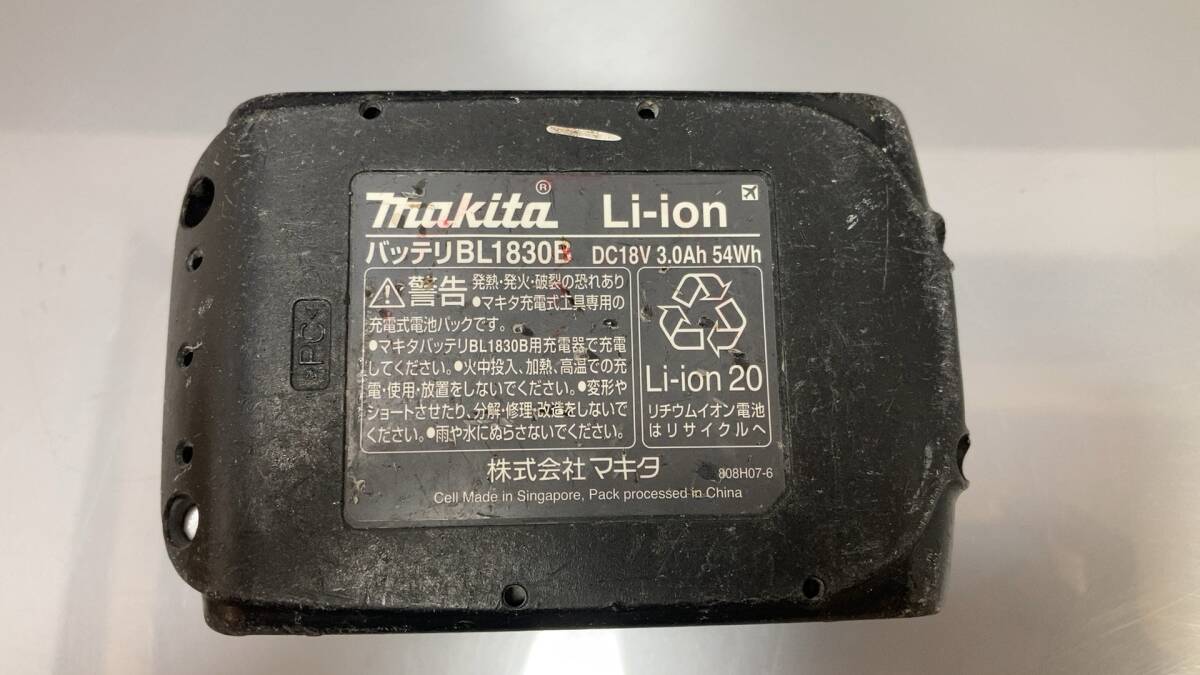 makita® Li-ion
バッテリBL1830B DC18V 3.0Ah 54Wh
警告 発熱・発火・破裂の恐れあり
●マキタ充電式工具専用の
充電式電池パックです。
●マキタバッテリBL1830B用充電器で充電
してください。●火中投入、加熱、高温での充
電・使用・放置をしないでください。●変形や
ショートさせたり、分解・修理・改造をしないで
ください。●雨や水にぬらさないでください。
Li-ion 20
リチウムイオン電池
はリサイクルへ
株式会社マキタ 808H07-6
Cell Made in Singapore, Pack processed in China
>PC<